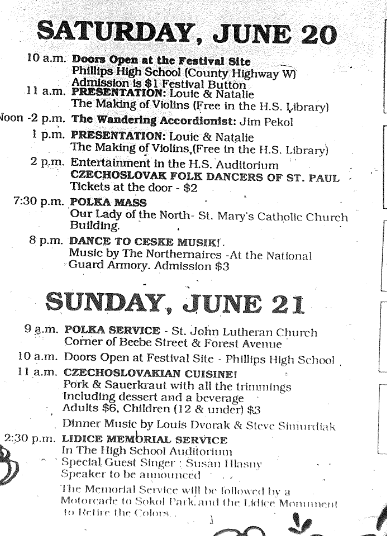 SATURDAY, JUNE 20
10 a.m. Doors Open at the Festival Site
Phillips High School (County Highway W)
Admission is $1 Festival Button
11 a.m. PRESENTATION: Louie & Natalie
The Making of Violins (Free in the H.S. Library)
Noon -2 p.m. The Wandering Accordionist: Jim Pekol
1 p.m. PRESENTATION: Louie & Natalie
The Making of Violins,(Free in the H.S. Library)
2 p.m. Entertainment in the H.S. Auditorium
CZECHOSLOVAK FOLK DANCERS OF ST. PAUL
Tickets at the door - $2
7:30 p.m. POLKA MASS
Our Lady of the North- St. Mary's Catholic Church
Building.
8 p.m. DANCE TO CESKE MUSIK!
Music by The Northernaires -At the National
Guard Armory. Admission $3
SUNDAY, JUNE 21
9 a.m. POLKA SERVICE - St. John Lutheran Church
Corner of Beebe Street & Forest Avenue
10 a.m. Doors Open at Festival Site - Phillips High School
11 a.m. CZECHOSLOVAKIAN CUISINE!
Pork & Sauerkraut with all the trimmings
Including dessert and a beverage
Adults $6, Children (12 & under) $3
Dinner Music by Louis Dvorak & Steve Simurdiak
2:30 p.m. LIDICE MEMORIAL SERVICE
In The High School Auditorium
Special Guest Singer : Susan Hlasny
Speaker to be announced
The Memorial Service will be followed by a
Motorcade to Sokol Park and the Lidice Monument
to Retire the Colors